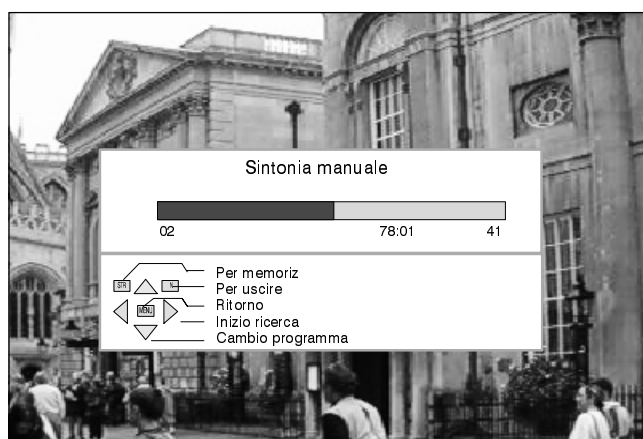 Sintonia manuale
02 78:01 41
STR N Per memoriz
Per uscire
MENU Ritorno
Inizio ricerca
Cambio programma